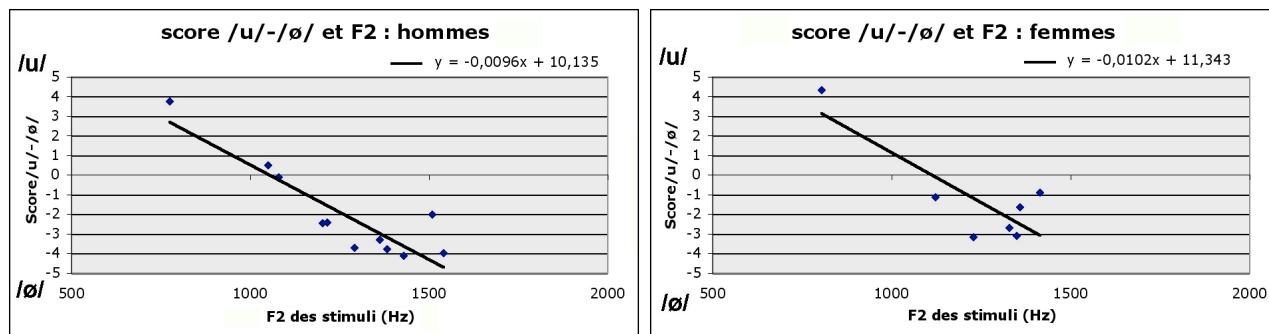 score /u/-/ø/ et F2 : hommes
/u/
y = -0,0096x + 10,135
Score/u/-/ø/
5
4
3
2
1
0
-1
-2
-3
-4
-5
/ø/
500 1000 1500 2000
F2 des stimuli (Hz)
score /u/-/ø/ et F2 : femmes
/u/
y = -0,0102x + 11,343
Score/u/-/ø/
5
4
3
2
1
0
-1
-2
-3
-4
-5
/ø/
500 1000 1500 2000
F2 des stimuli (Hz)